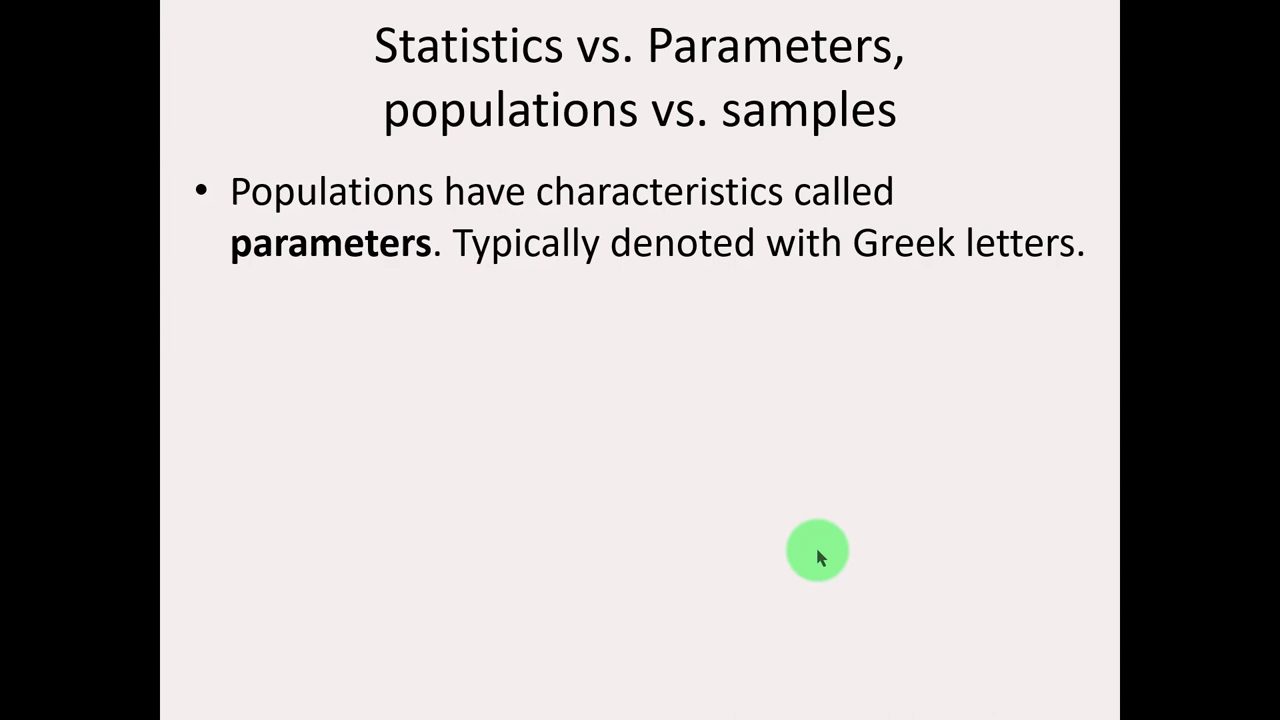 Statistics vs. Parameters,
populations vs. samples
• Populations have characteristics called
parameters. Typically denoted with Greek letters.